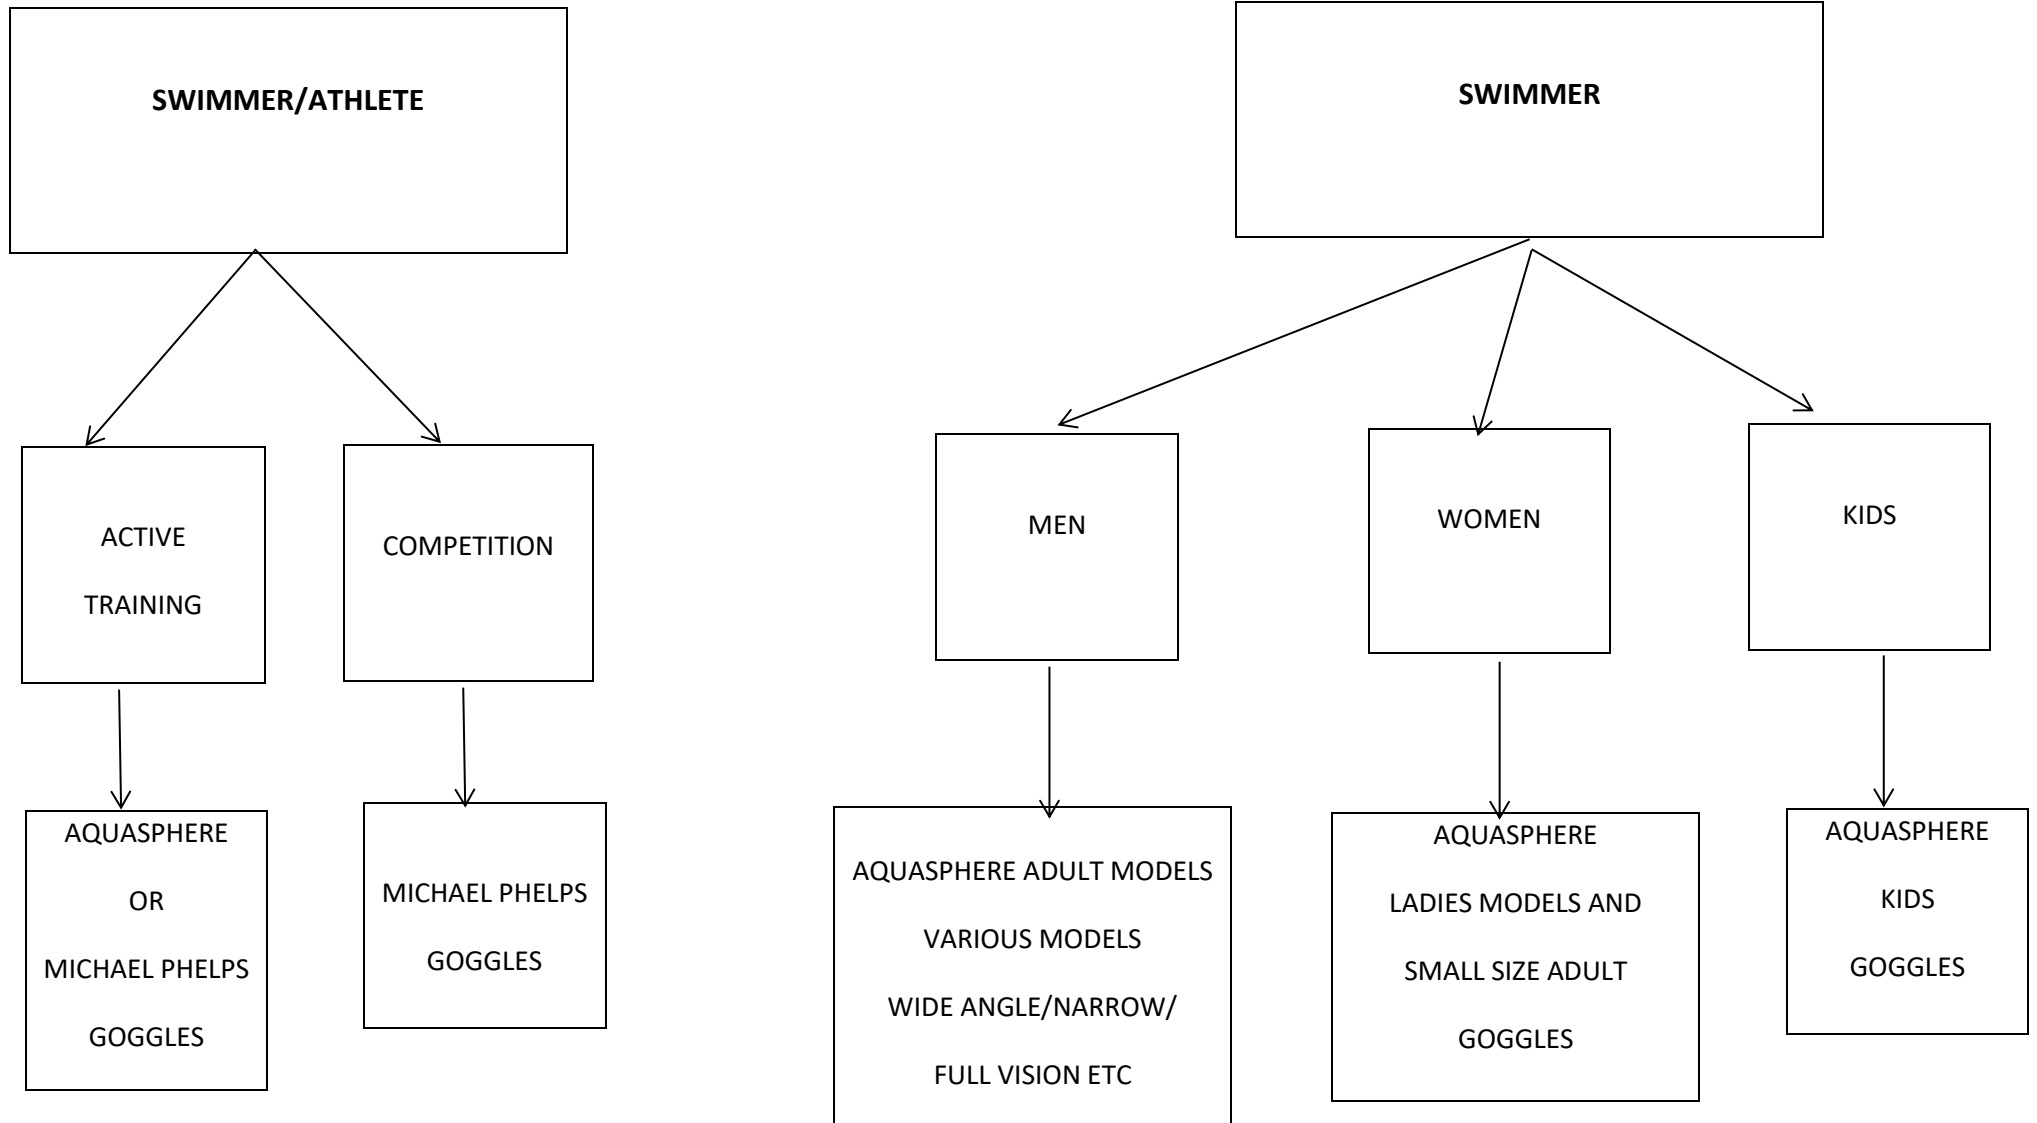 SWIMMER/ATHLETE
SWIMMER
ACTIVE
TRAINING
COMPETITION
MEN
WOMEN
KIDS
AQUASPHERE
OR
MICHAEL PHELPS
GOGGLES
MICHAEL PHELPS
GOGGLES
AQUASPHERE ADULT MODELS
VARIOUS MODELS
WIDE ANGLE/NARROW/
FULL VISION ETC
AQUASPHERE
LADIES MODELS AND
SMALL SIZE ADULT
GOGGLES
AQUASPHERE
KIDS
GOGGLES